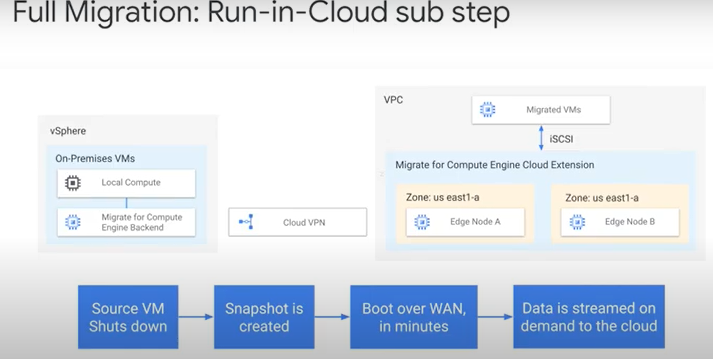 Full Migration: Run-in-Cloud sub step
vSphere
On-Premises VMs
Local Compute
Migrate for Compute
Engine Backend
Cloud VPN
VPC
Migrated VMs
iSCSI
Migrate for Compute Engine Cloud Extension
Zone: us east1-a
Edge Node A
Zone: us east1-a
Edge Node B
Source VM
Shuts down
Snapshot is
created
Boot over WAN,
in minutes
Data is streamed on
demand to the cloud